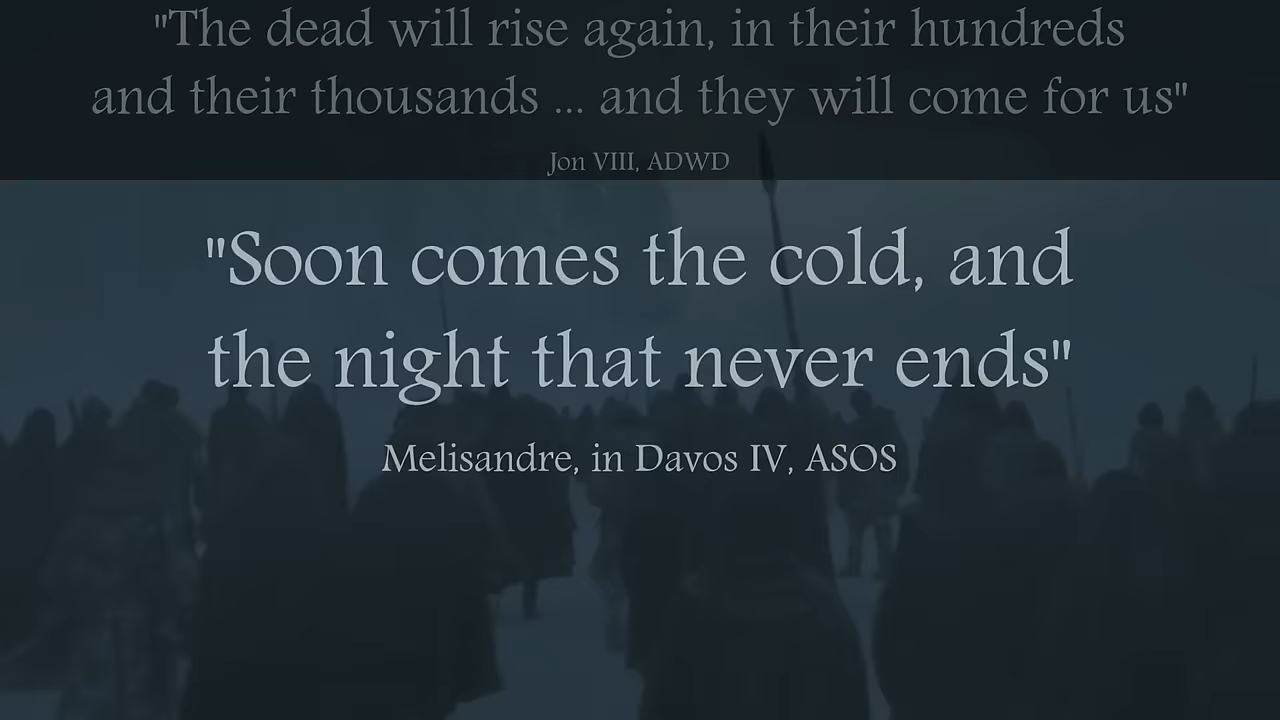 "The dead will rise again, in their hundreds
and their thousands ... and they will come for us"
Jon VIII, ADWD
"Soon comes the cold, and
the night that never ends"
Melisandre, in Davos IV, ASOS